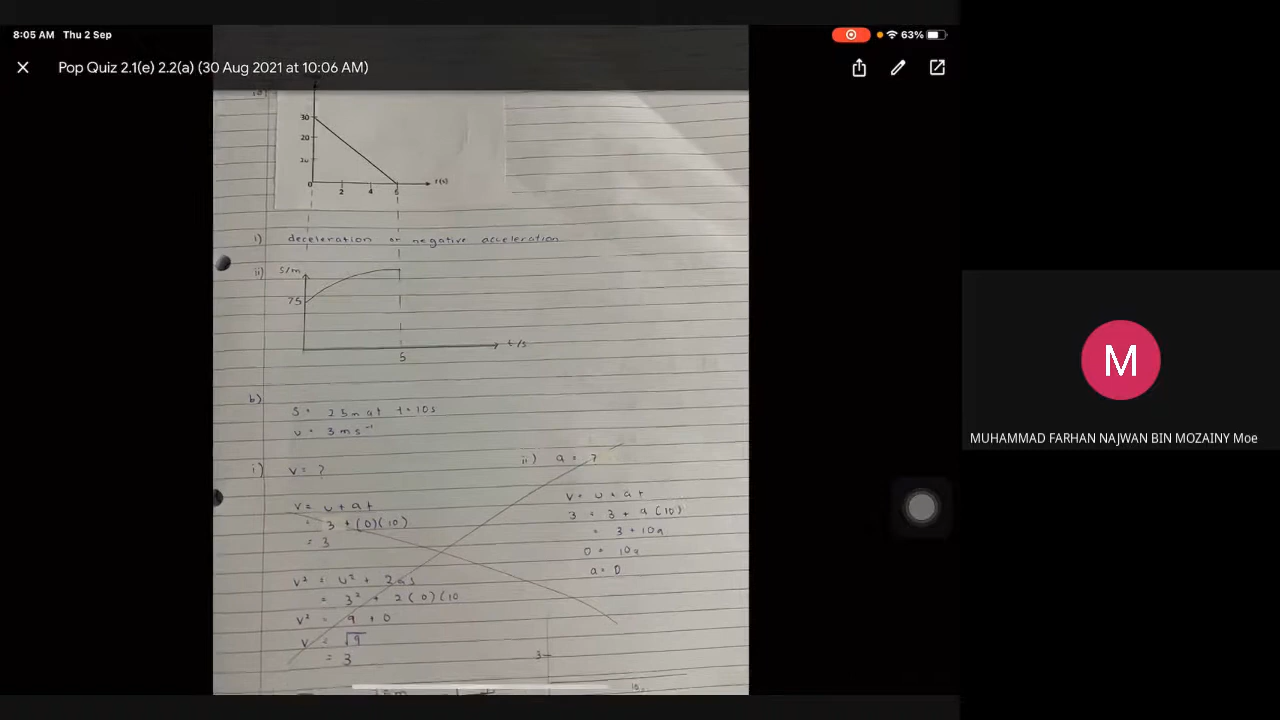 8:05 AM Thu 2 Sep
63%
Pop Quiz 2.1(e) 2.2(a) (30 Aug 2021 at 10:06 AM)
30
20
0
2
4
5
i) deceleration or negative acceleration
ii) s/m
75
t/s
5
b)
s = 25m at t=10s
u = 3 ms⁻¹
i) v = ?
v = u + at
= 3 + (0)(10)
= 3
v² = u² + 2as
= 3² + 2(0)(10
v² = 9 + 0
v = √9
= 3
ii) a = ?
v = u + at
3 = 3 + a(10)
= 3 + 10a
0 = 10a
a = 0
3
M
MUHAMMAD FARHAN NAJWAN BIN MOZAINY Moe